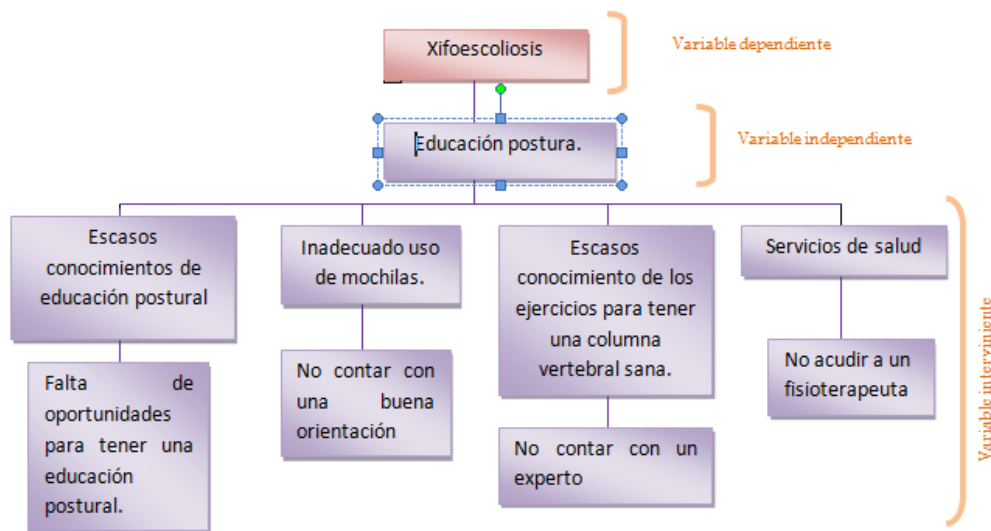 Xifoescoliosis
Variable dependiente
Educación postura.
Variable independiente
Escasos
conocimientos de
educación postural
Inadecuado uso
de mochilas.
Escasos
conocimiento de los
ejercicios para tener
una columna
vertebral sana.
Servicios de salud
Falta de
oportunidades
para tener una
educación
postural.
No contar con
una buena
orientación
No contar con un
experto
No acudir a un
fisioterapeuta
Variable interviniente